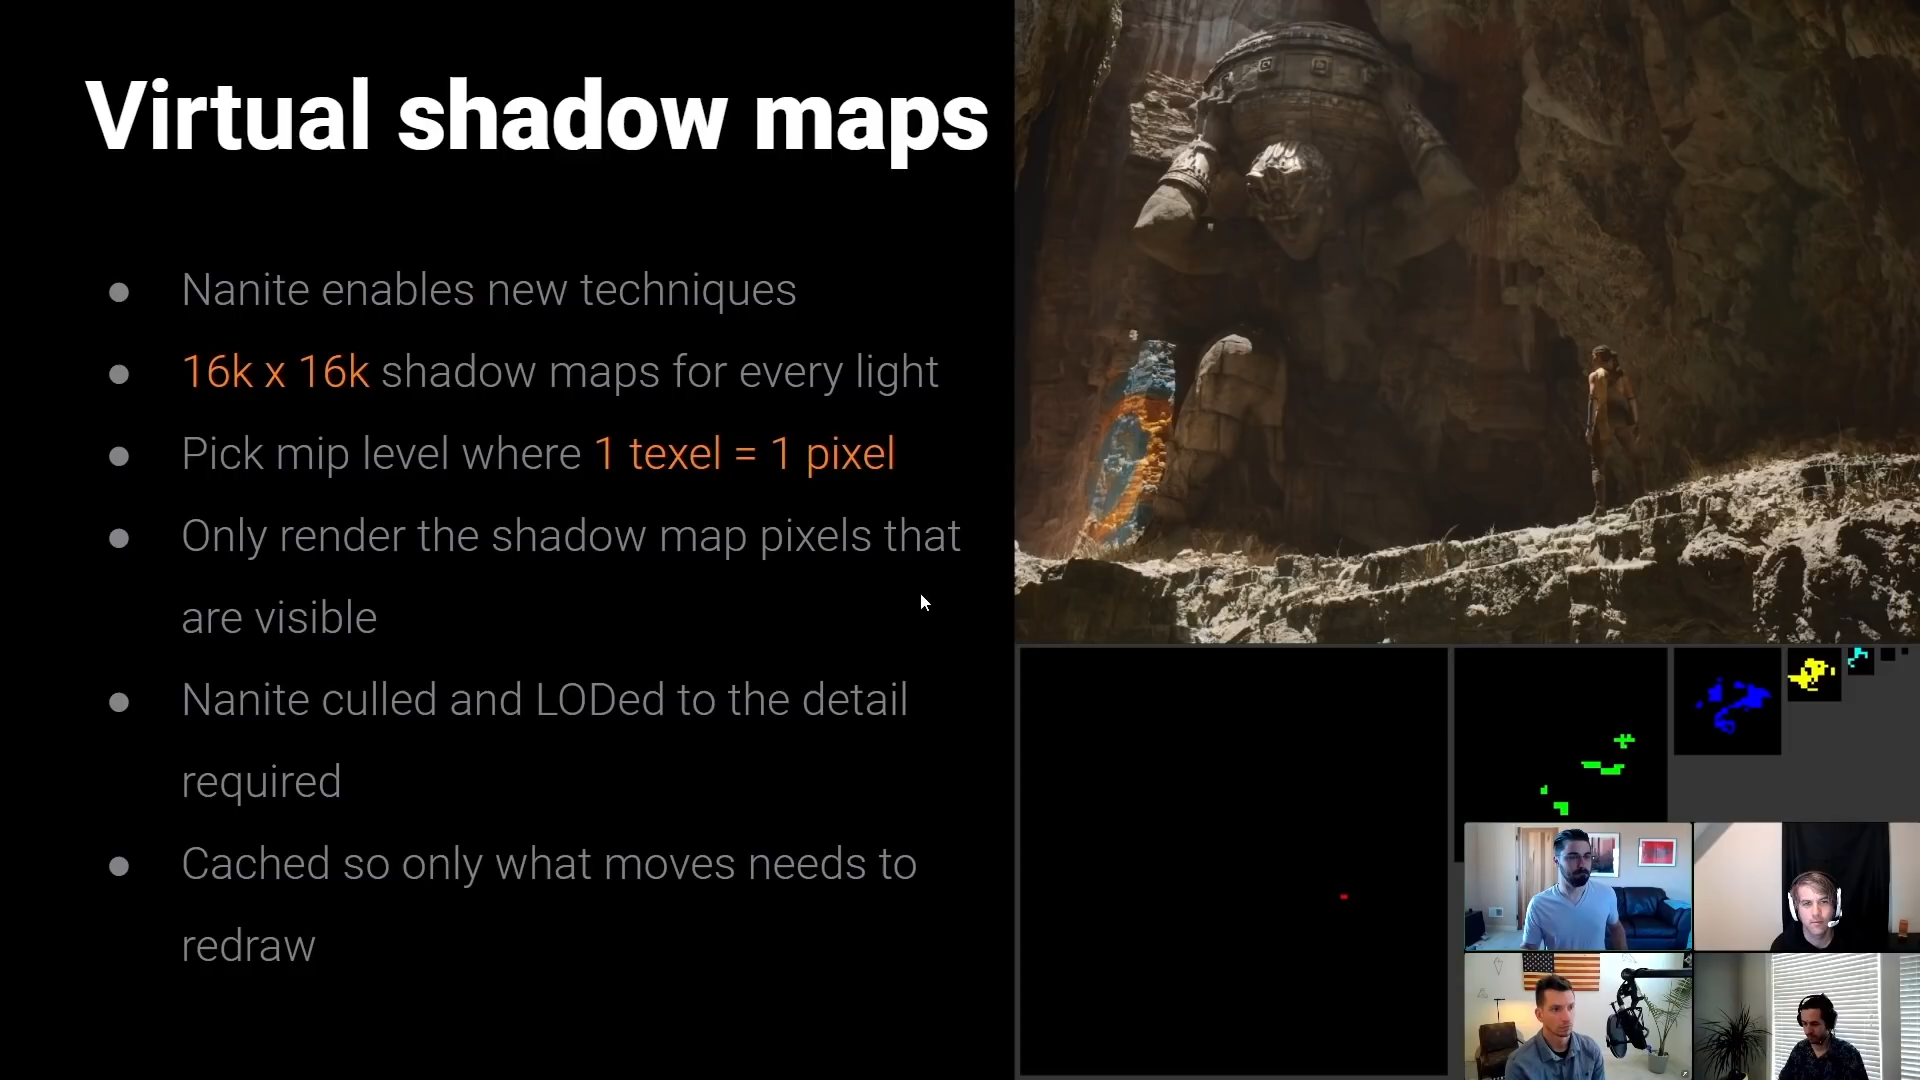 Virtual shadow maps
● Nanite enables new techniques
● 16k x 16k shadow maps for every light
● Pick mip level where 1 texel = 1 pixel
● Only render the shadow map pixels that
are visible
● Nanite culled and LODed to the detail
required
● Cached so only what moves needs to
redraw